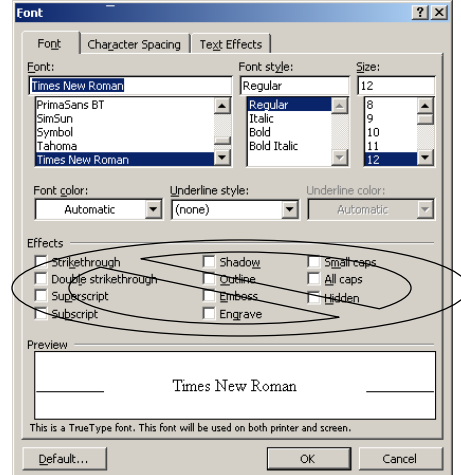 Font
Font Character Spacing Text Effects
Font: Font style: Size:
Times New Roman Regular 12
PrimaSans BT Regular 8
SimSun Italic 9
Symbol Bold 10
Tahoma Bold Italic 11
Times New Roman 12
Font color: Underline style: Underline color:
Automatic (none) Automatic
Effects
Strikethrough Shadow Small caps
Double strikethrough Outline All caps
Superscript Emboss Hidden
Subscript Engrave
Preview
Times New Roman
This is a TrueType font. This font will be used on both printer and screen.
Default... OK Cancel